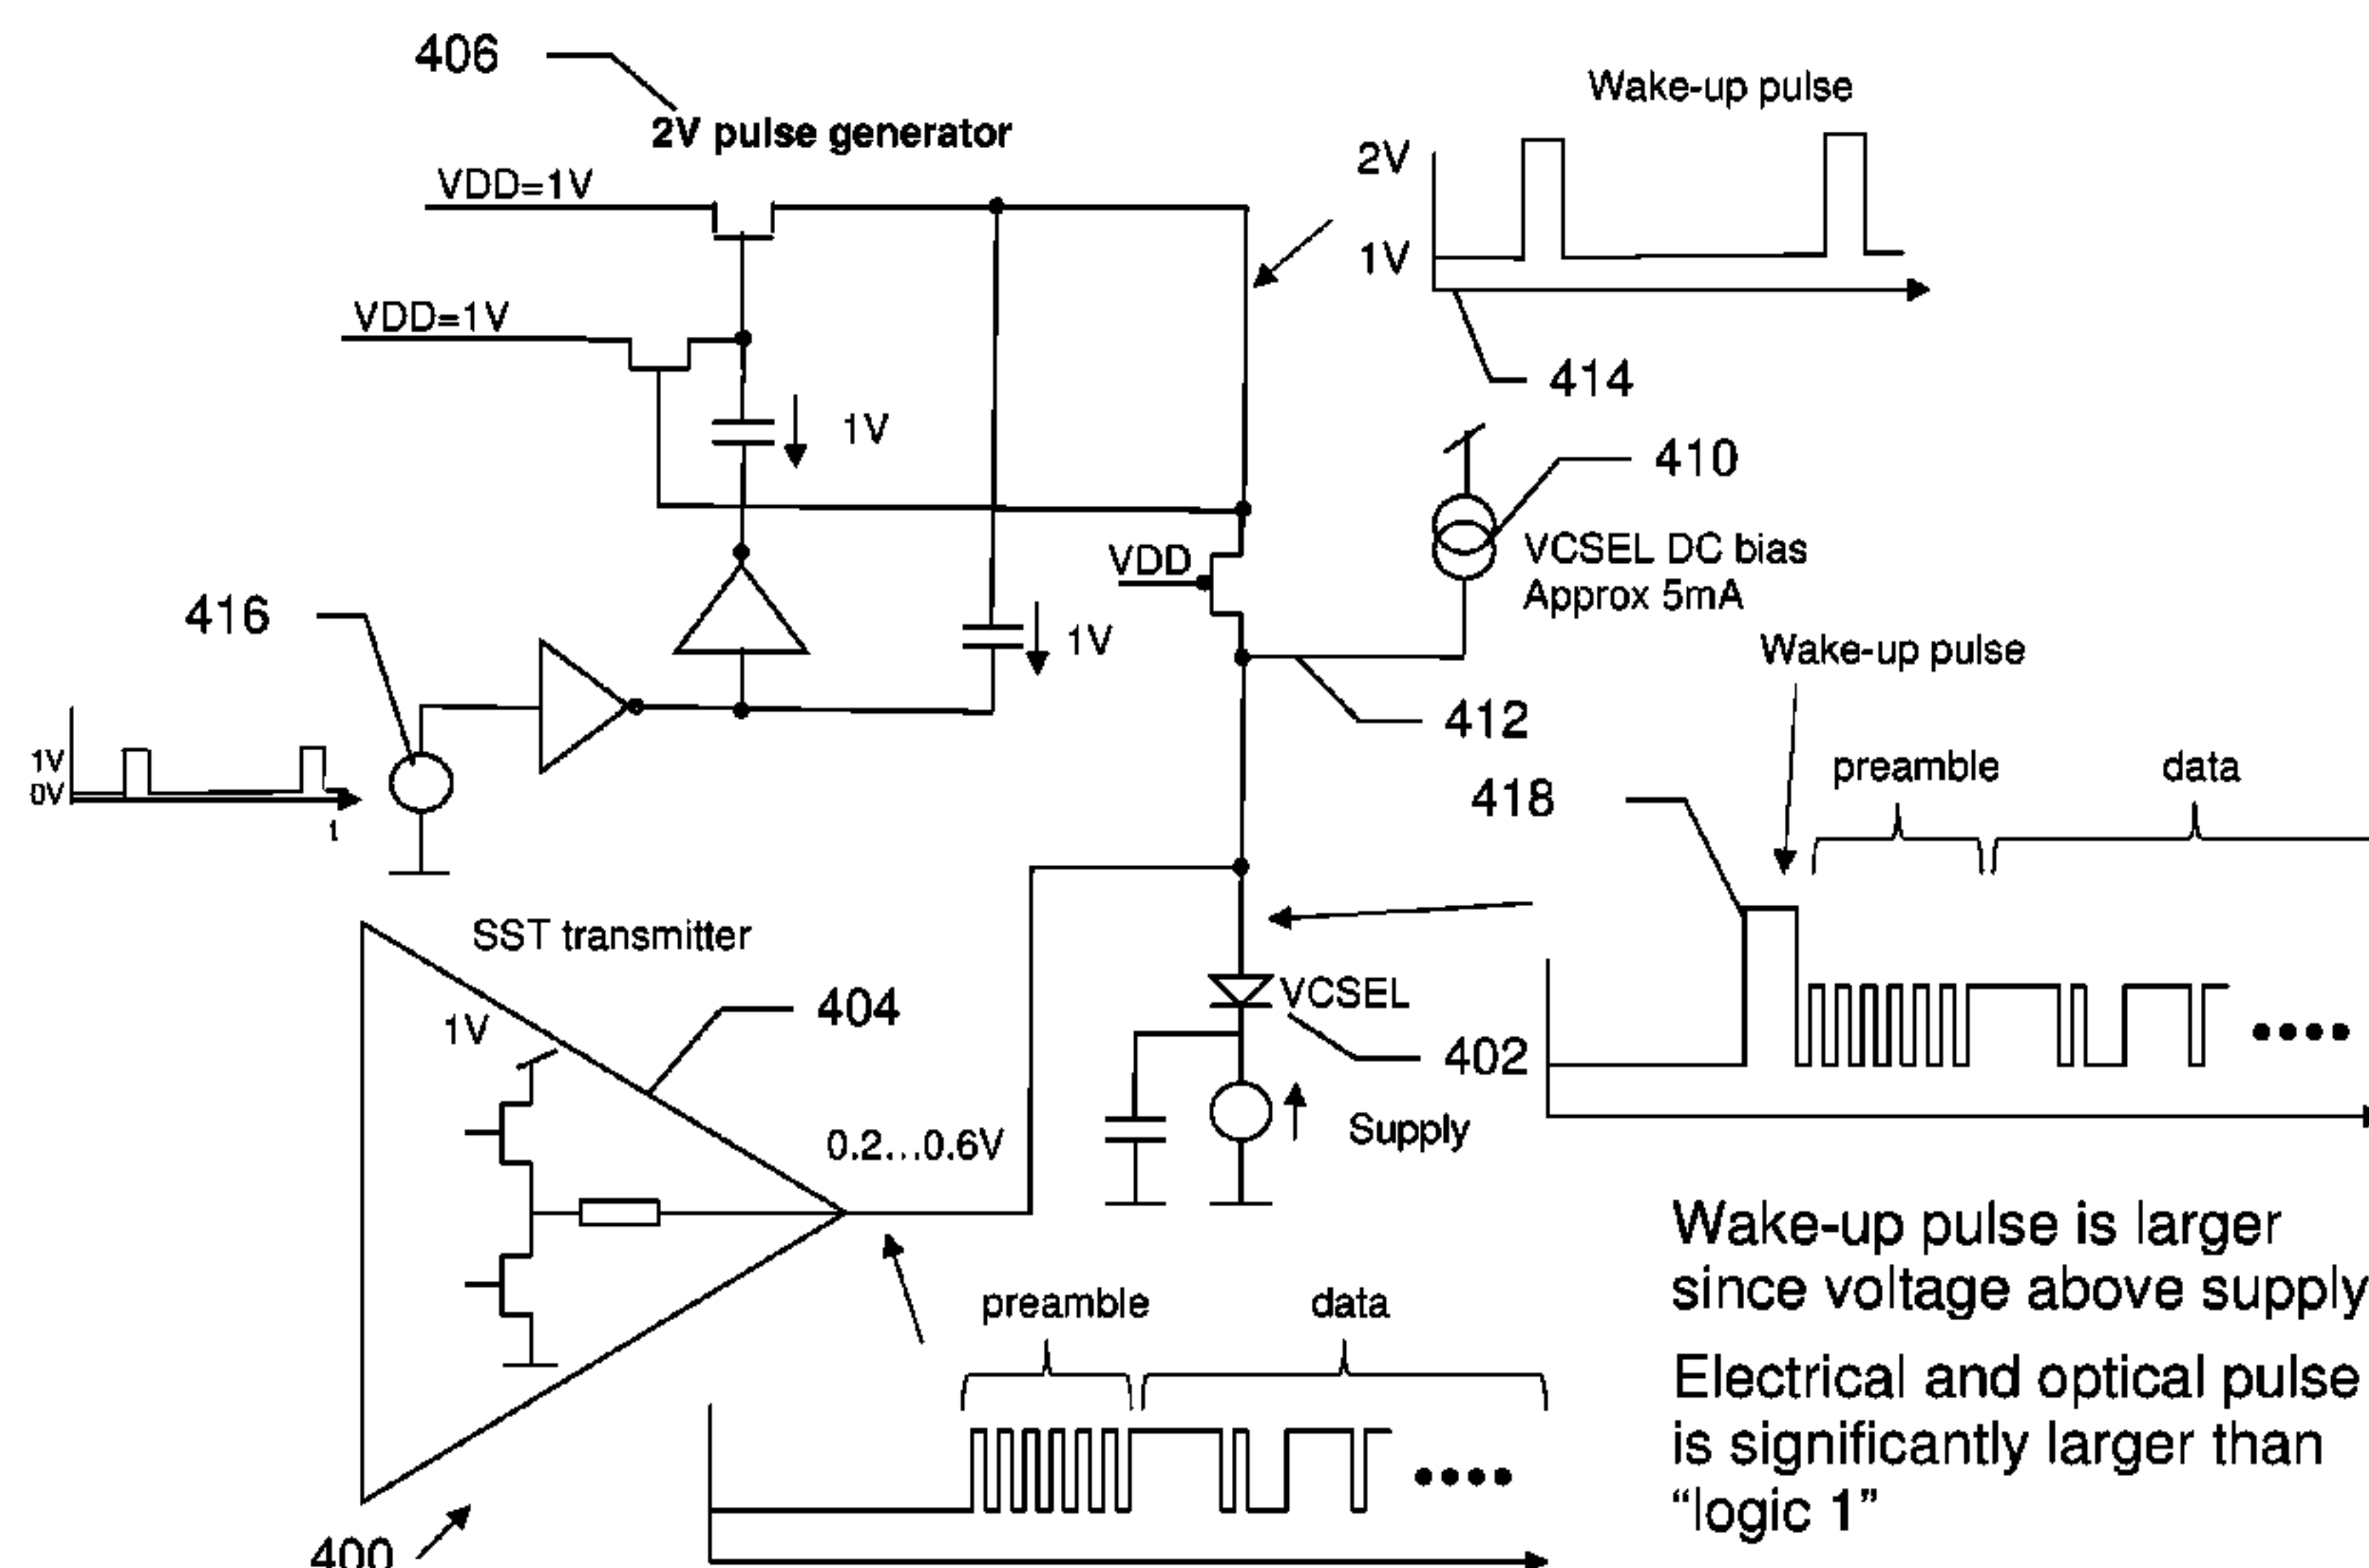 406
2V pulse generator
VDD=1V
VDD=1V
1V
1V
VDD
Wake-up pulse
2V
1V
414
410
VCSEL DC bias
Approx 5mA
412
416
1V
0V
t
Wake-up pulse
preamble
data
418
SST transmitter
404
1V
0.2...0.6V
VCSEL
402
Supply
preamble
data
400
Wake-up pulse is larger
since voltage above supply
Electrical and optical pulse
is significantly larger than
“logic 1”